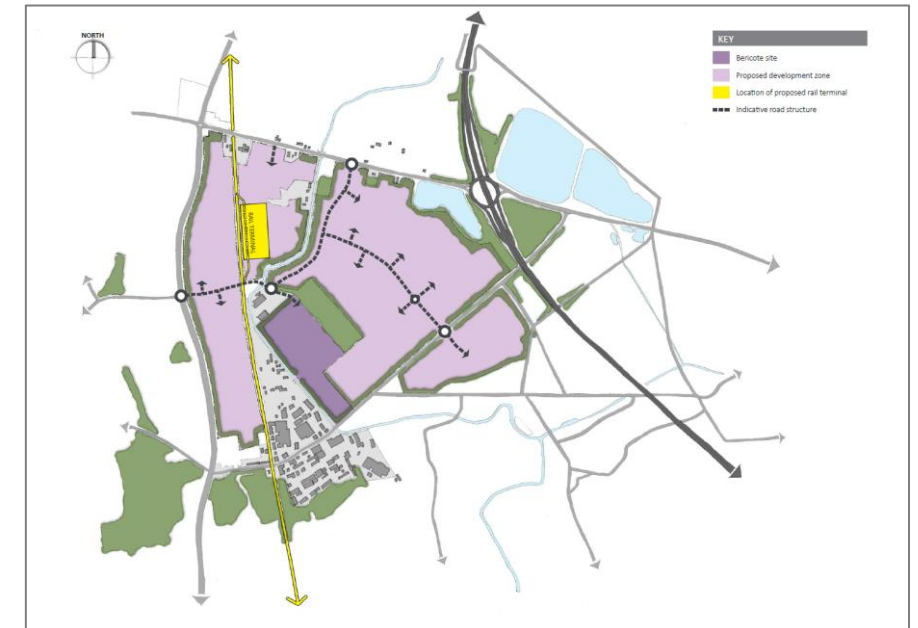 NORTH
KEY
Bericote site
Proposed development zone
Location of proposed rail terminal
Indicative road structure
RAIL TERMINAL